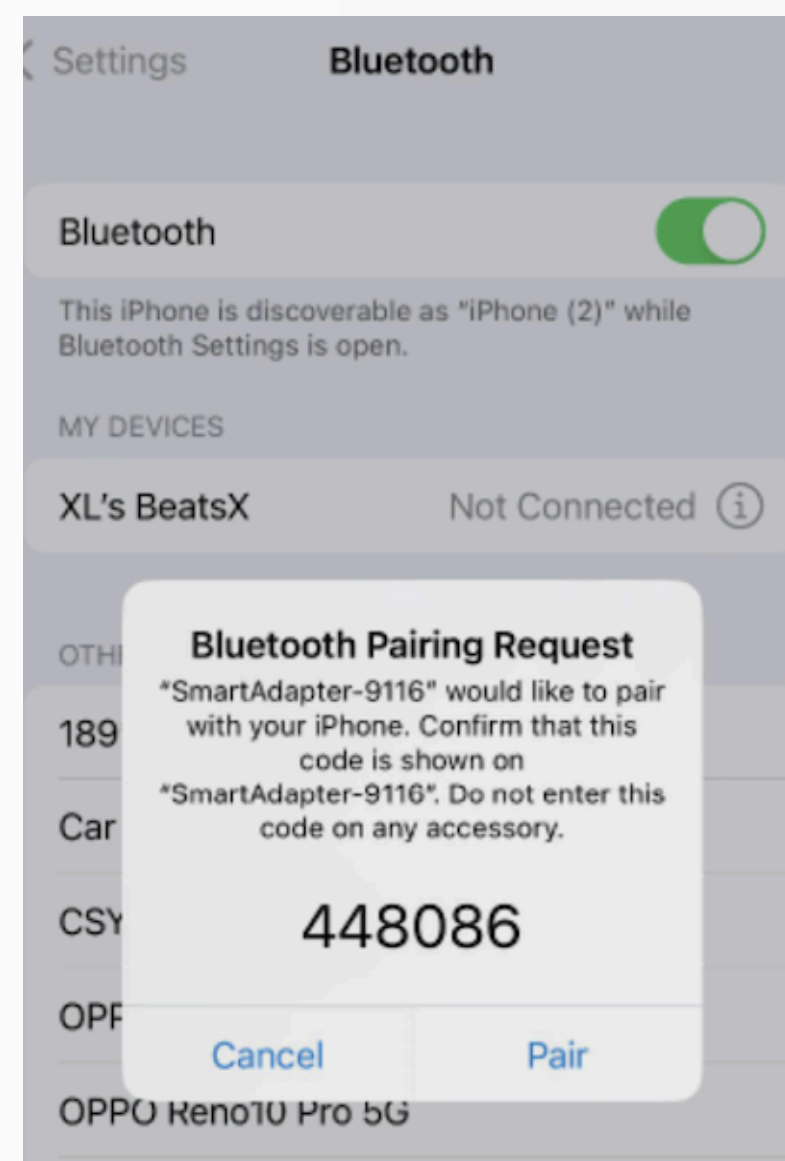 Settings Bluetooth
Bluetooth
This iPhone is discoverable as "iPhone (2)" while
Bluetooth Settings is open.
MY DEVICES
XL's BeatsX Not Connected
Bluetooth Pairing Request
"SmartAdapter-9116" would like to pair
with your iPhone. Confirm that this
code is shown on
"SmartAdapter-9116". Do not enter this
code on any accessory.
448086
Cancel Pair
OTH
189
Car
CSY
OPP
OPPO Reno10 Pro 5G